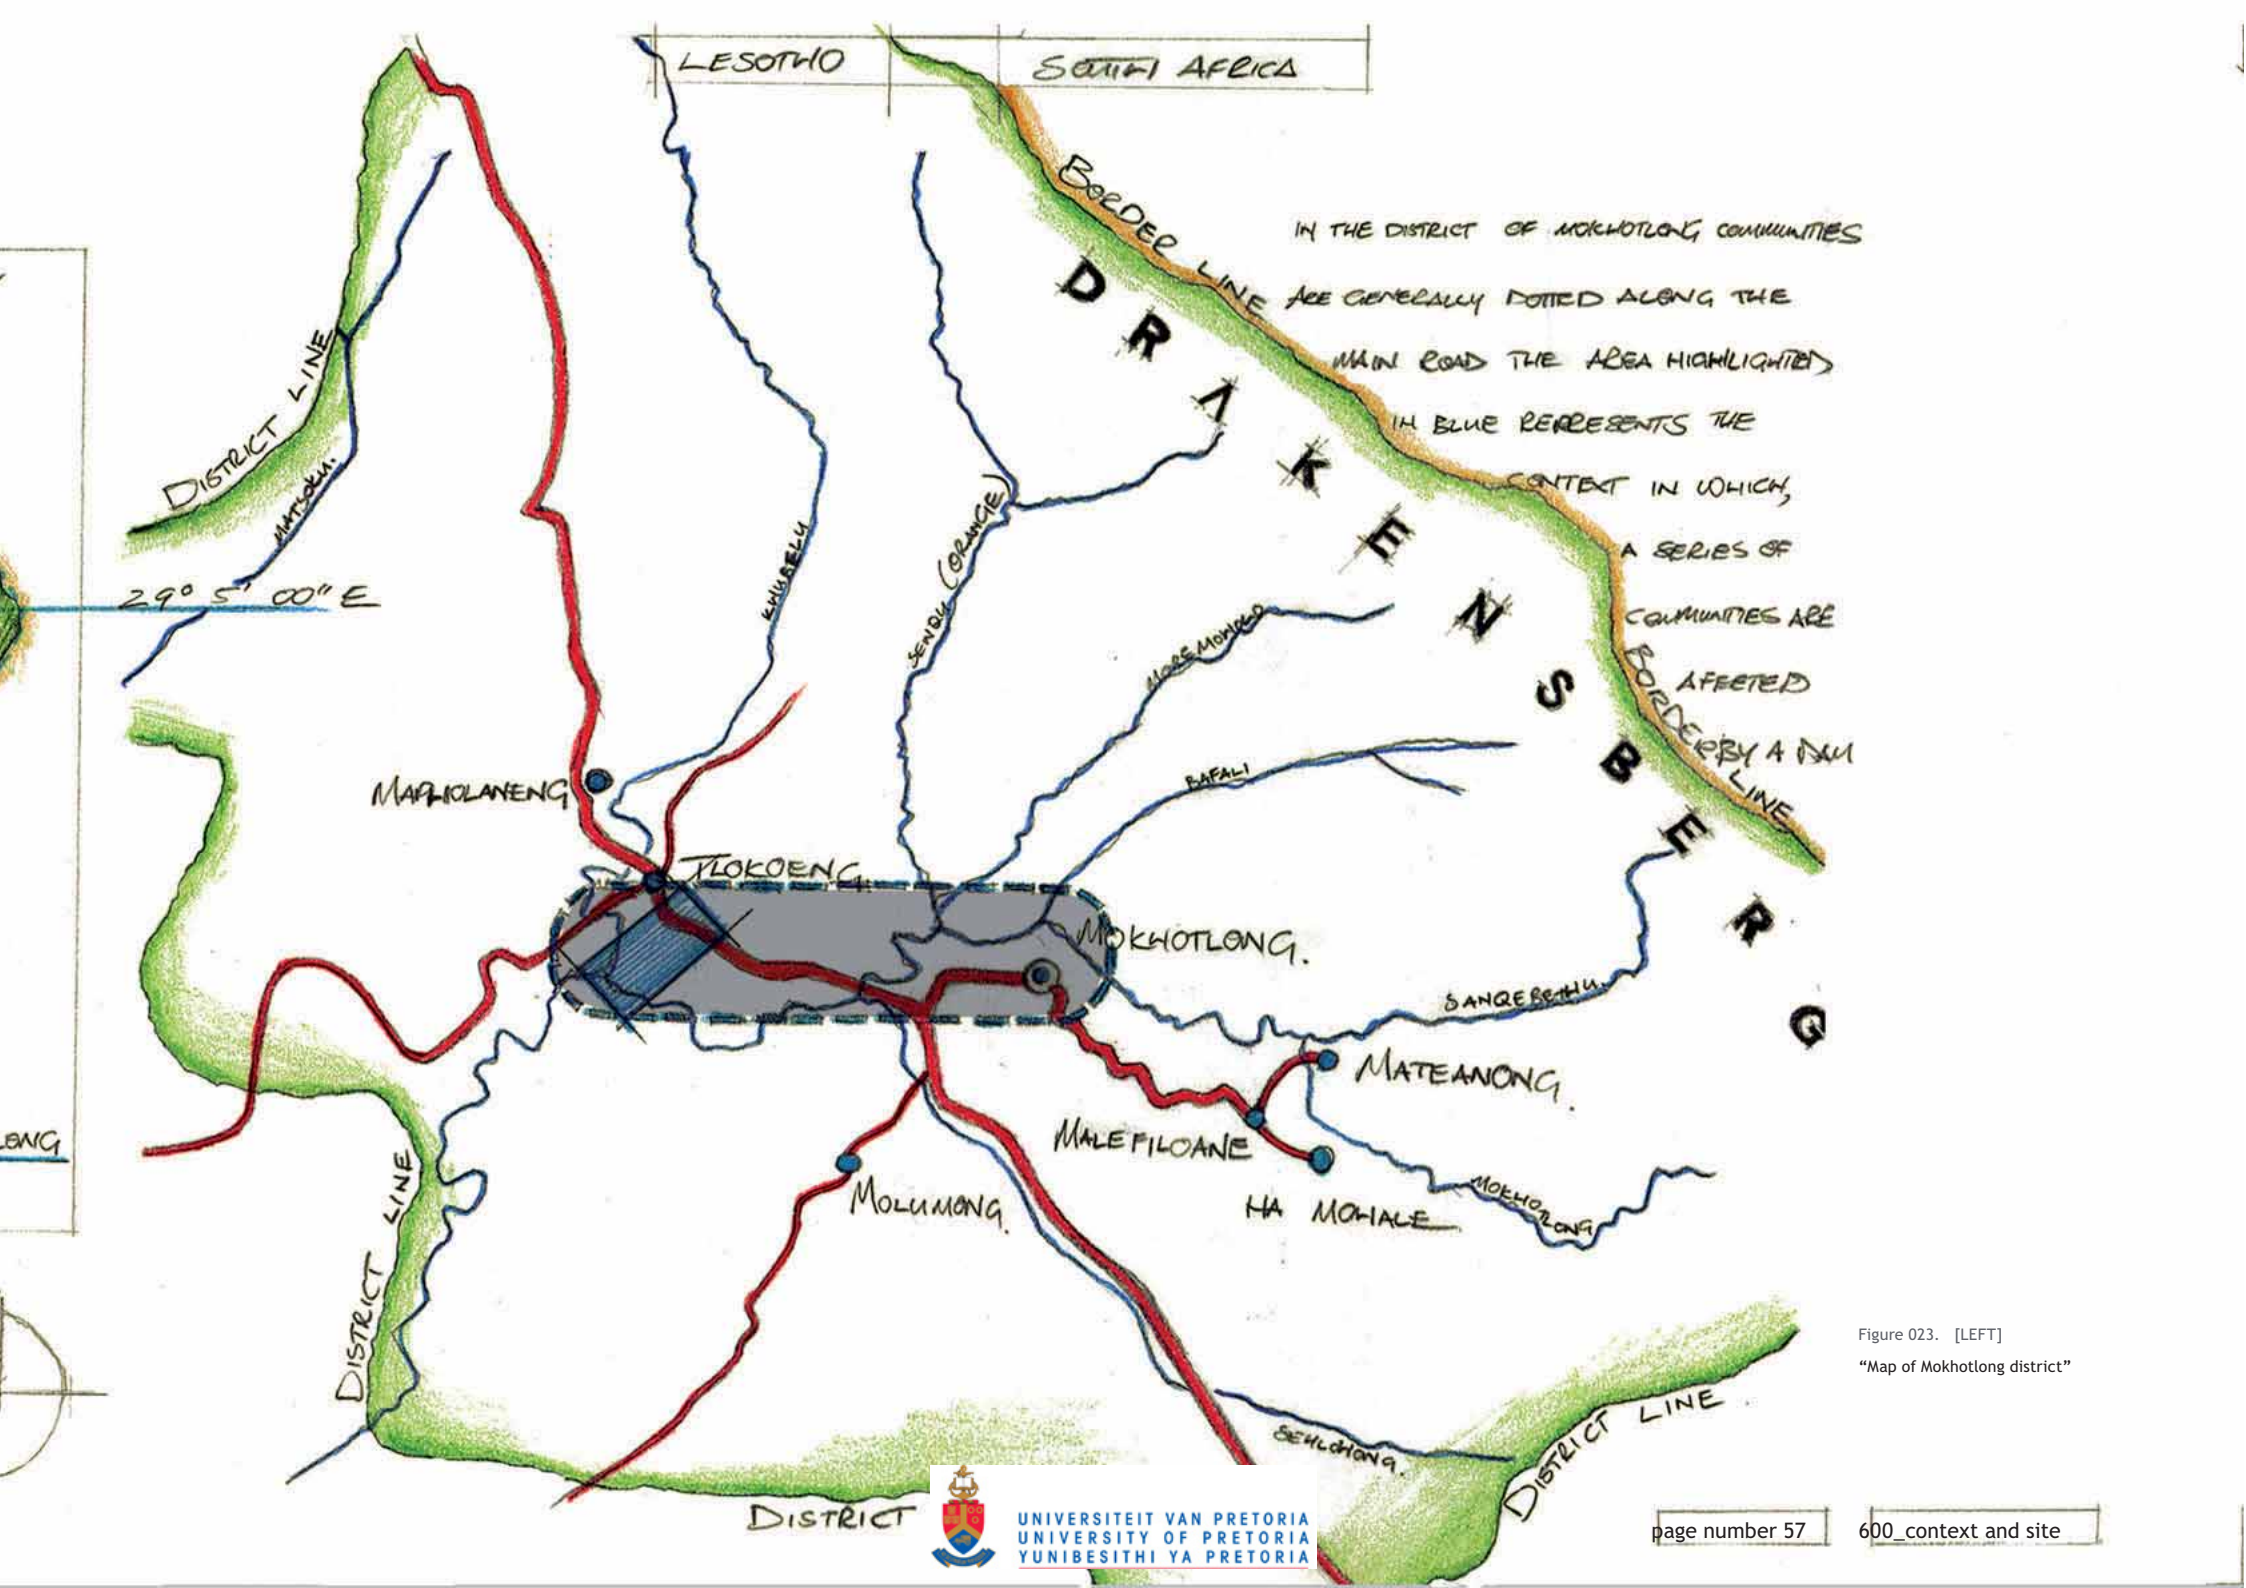 LESOTHO
SOUTH AFRICA
BORDER LINE
IN THE DISTRICT OF MOKHOTLONG COMMUNITIES
ARE GENERALLY DOTTED ALONG THE
MAIN ROAD THE AREA HIGHLIGHTED
IN BLUE REPRESENTS THE
CONTEXT IN WHICH,
A SERIES OF
COMMUNITIES ARE
AFEETED
BY A DAM
BORDER LINE
DRAKENSBERG
DISTRICT LINE
MATSOKU.
29° 5' 00" E
KHUBELU
SENQU (ORANGE)
MOREMOHOLO
BAFALI
MAPHOLANENG
TLOKOENG
MOKHOTLONG.
SANQEBETHU.
MATEANONG.
MALEFILOANE
HA MOHALE
MOKHOTLONG
MOLUMONG.
ONG
DISTRICT LINE
SEHLOHONG.
DISTRICT LINE
DISTRICT
Figure 023. [LEFT]
“Map of Mokhotlong district”
UNIVERSITEIT VAN PRETORIA
UNIVERSITY OF PRETORIA
YUNIBESITHI YA PRETORIA
page number 57
600_context and site